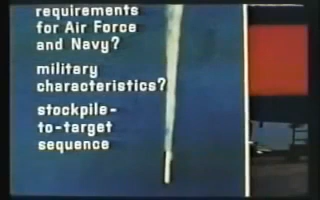 requirements
for Air Force
and Navy?
military
characteristics?
stockpile-
to-target
sequence